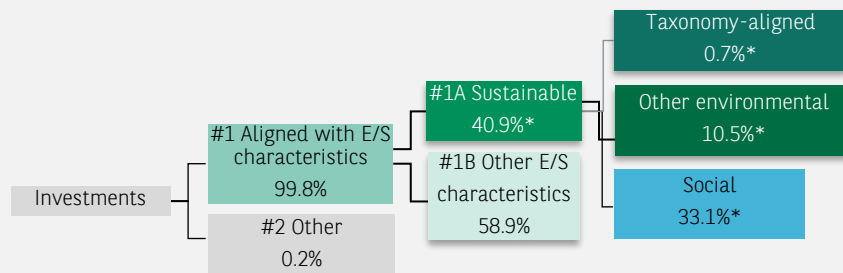 Investments
#1 Aligned with E/S
characteristics
99.8%
#2 Other
0.2%
#1A Sustainable
40.9%*
#1B Other E/S
characteristics
58.9%
Taxonomy-aligned
0.7%*
Other environmental
10.5%*
Social
33.1%*